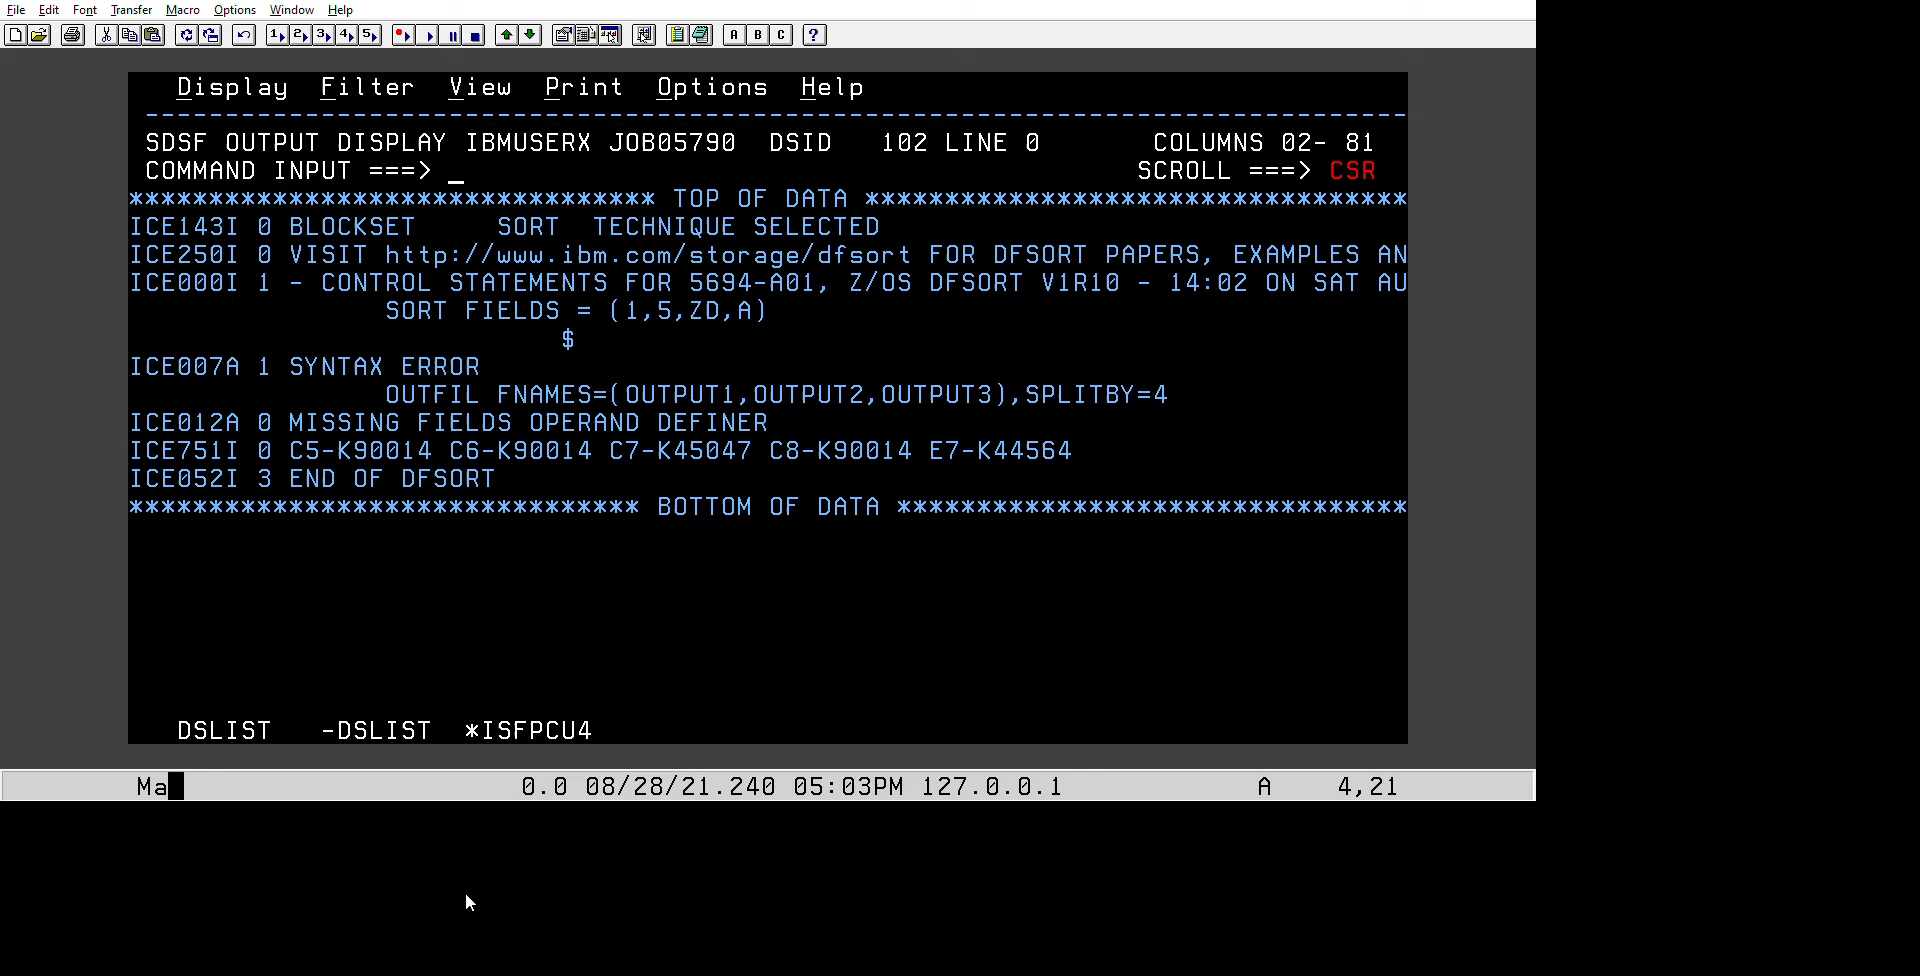 File Edit Font Transfer Macro Options Window Help
1 2 3 4 5 A B C ?
Display Filter View Print Options Help
--------------------------------------------------------------------------------
SDSF OUTPUT DISPLAY IBMUSERX JOB05790 DSID 102 LINE 0 COLUMNS 02- 81
COMMAND INPUT ===> _ SCROLL ===> CSR
********************************* TOP OF DATA **********************************
ICE143I 0 BLOCKSET SORT TECHNIQUE SELECTED
ICE250I 0 VISIT http://www.ibm.com/storage/dfsort FOR DFSORT PAPERS, EXAMPLES AN
ICE000I 1 - CONTROL STATEMENTS FOR 5694-A01, Z/OS DFSORT V1R10 - 14:02 ON SAT AU
SORT FIELDS = (1,5,ZD,A)
$
ICE007A 1 SYNTAX ERROR
OUTFIL FNAMES=(OUTPUT1,OUTPUT2,OUTPUT3),SPLITBY=4
ICE012A 0 MISSING FIELDS OPERAND DEFINER
ICE751I 0 C5-K90014 C6-K90014 C7-K45047 C8-K90014 E7-K44564
ICE052I 3 END OF DFSORT
******************************** BOTTOM OF DATA ********************************
DSLIST -DSLIST *ISFPCU4
Ma 0.0 08/28/21.240 05:03PM 127.0.0.1 A 4,21